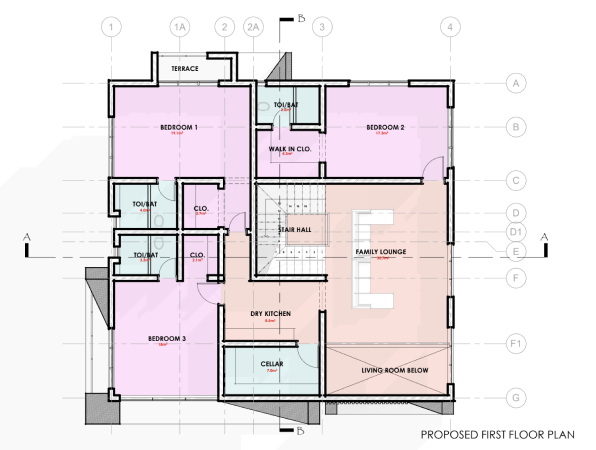 B
1 1A 2 2A 3 4
TERRACE
A
TOI/BAT
BEDROOM 1
BEDROOM 2
B
WALK IN CLO.
C
TOI/BAT
CLO.
D
STAIR HALL
D1
A
A
FAMILY LOUNGE
E
TOI/BAT
CLO.
F
DRY KITCHEN
BEDROOM 3
F1
CELLAR
LIVING ROOM BELOW
G
B
PROPOSED FIRST FLOOR PLAN